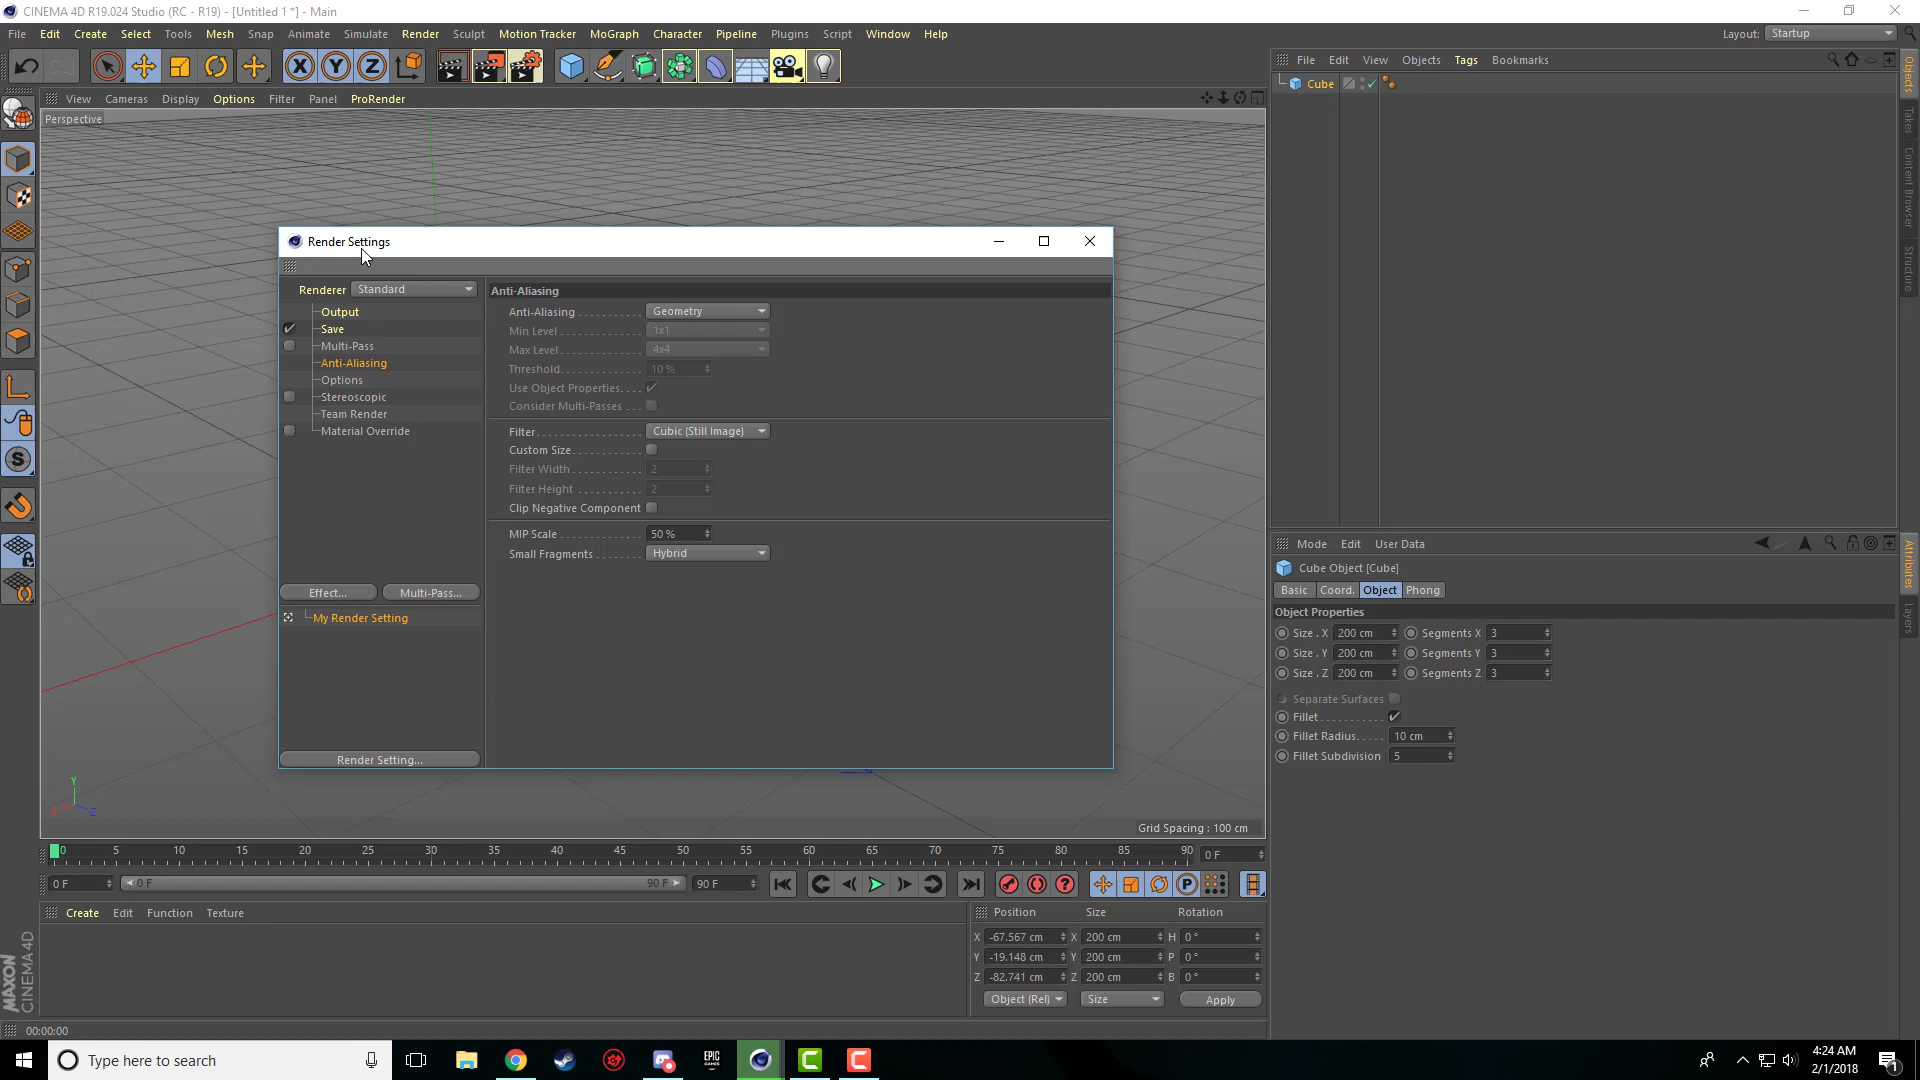 CINEMA 4D R19.024 Studio (RC - R19) - [Untitled 1 *] - Main
File Edit Create Select Tools Mesh Snap Animate Simulate Render Sculpt Motion Tracker MoGraph Character Pipeline Plugins Script Window Help
Layout: Startup
View Cameras Display Options Filter Panel ProRender
Perspective
Render Settings
Renderer Standard
Output
Save
Multi-Pass
Anti-Aliasing
Options
Stereoscopic
Team Render
Material Override
Effect... Multi-Pass...
My Render Setting
Render Setting...
Anti-Aliasing
Anti-Aliasing . . . . . . . . . . Geometry
Min Level . . . . . . . . . . . . 1x1
Max Level . . . . . . . . . . . . 4x4
Threshold. . . . . . . . . . . . 10 %
Use Object Properties. . . .
Consider Multi-Passes . . .
Filter. . . . . . . . . . . . . . . . Cubic (Still Image)
Custom Size. . . . . . . . . . .
Filter Width . . . . . . . . . . . 2
Filter Height . . . . . . . . . . 2
Clip Negative Component
MIP Scale . . . . . . . . . . . . 50 %
Small Fragments . . . . . . . Hybrid
Y
X
Z
Grid Spacing : 100 cm
0 5 10 15 20 25 30 35 40 45 50 55 60 65 70 75 80 85 90
0 F
0 F 0 F 90 F 90 F
P
Create Edit Function Texture
MAXON
CINEMA 4D
Position Size Rotation
X -67.567 cm X 200 cm H 0 °
Y -19.148 cm Y 200 cm P 0 °
Z -82.741 cm Z 200 cm B 0 °
Object (Rel) Size Apply
00:00:00
File Edit View Objects Tags Bookmarks
Cube
Objects
Takes
Content Browser
Structure
Mode Edit User Data
Cube Object [Cube]
Basic Coord. Object Phong
Object Properties
Size . X 200 cm Segments X 3
Size . Y 200 cm Segments Y 3
Size . Z 200 cm Segments Z 3
Separate Surfaces
Fillet . . . . . . . . . . .
Fillet Radius. . . . . 10 cm
Fillet Subdivision 5
Attributes
Layers
Type here to search
EPIC
GAMES
4:24 AM
2/1/2018
1